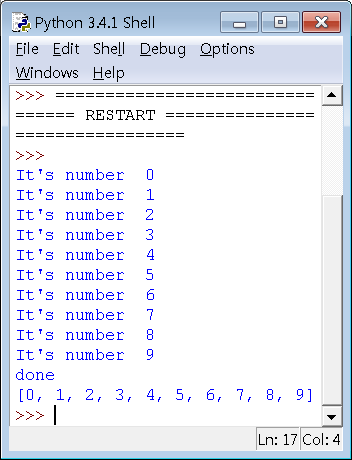 Python 3.4.1 Shell
File Edit Shell Debug Options
Windows Help
>>> ==========================
====== RESTART ===============
=================
>>>
It's number  0
It's number  1
It's number  2
It's number  3
It's number  4
It's number  5
It's number  6
It's number  7
It's number  8
It's number  9
done
[0, 1, 2, 3, 4, 5, 6, 7, 8, 9]
>>>
Ln: 17 Col: 4